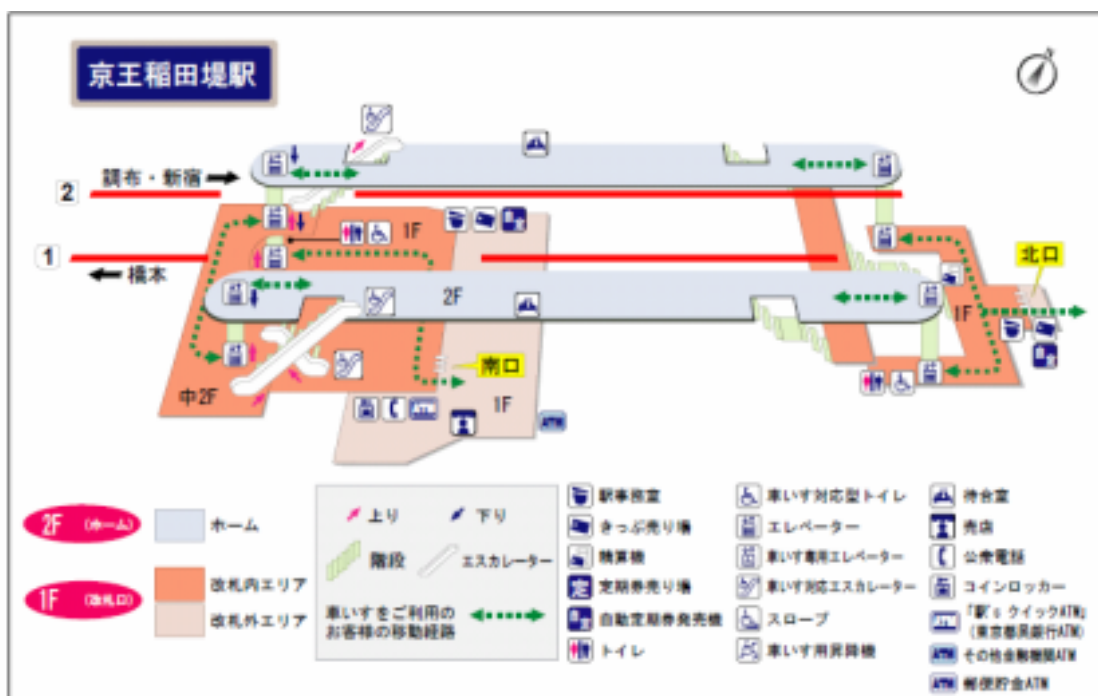 京王稲田堤駅
調布・新宿
2
1
橋本
1F
2F
北口
1F
南口
中2F
1F
ATM
2F (ホーム)
1F (改札口)
ホーム
改札内エリア
改札外エリア
上り
下り
階段
エスカレーター
車いすをご利用の
お客様の移動経路
駅事務室
きっぷ売り場
精算機
定 定期券売り場
自動定期券発売機
トイレ
車いす対応型トイレ
エレベーター
車いす専用エレベーター
車いす対応エスカレーター
スロープ
車いす用昇降機
待合室
売店
公衆電話
コインロッカー
「駅's クイックATM」
(東京都民銀行ATM)
ATM その他金融機関ATM
ATM 郵便貯金ATM